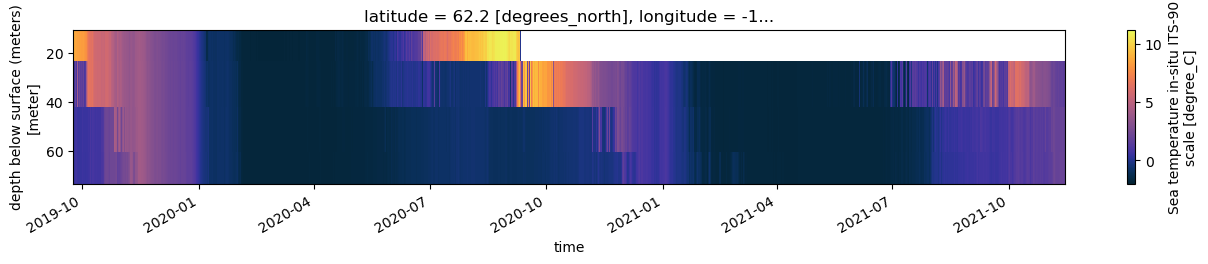 latitude = 62.2 [degrees_north], longitude = -1...
depth below surface (meters)
[meter]
20
40
60
2019-10
2020-01
2020-04
2020-07
2020-10
2021-01
2021-04
2021-07
2021-10
time
10
5
0
Sea temperature in-situ ITS-90
scale [degree_C]